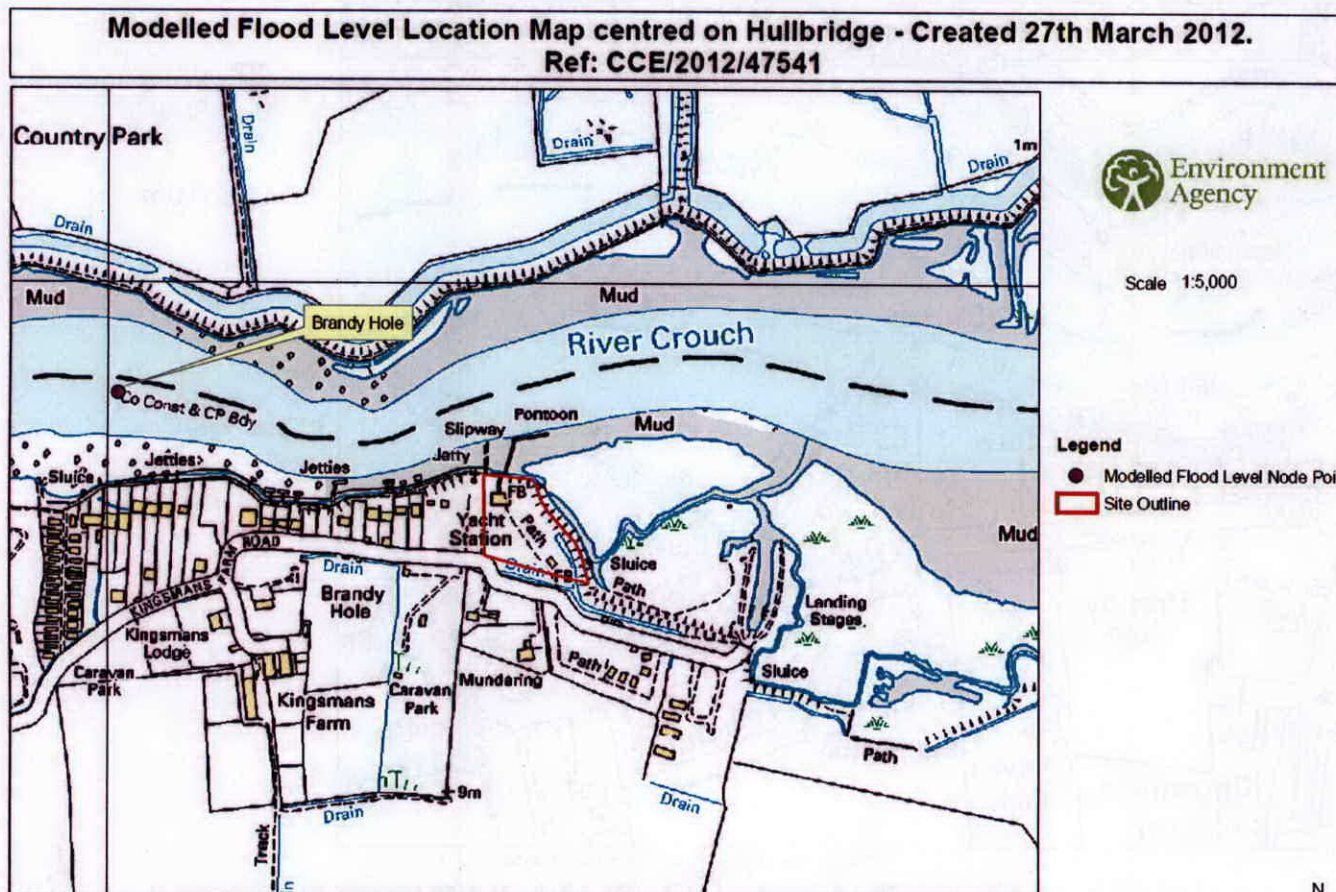 Modelled Flood Level Location Map centred on Hullbridge - Created 27th March 2012.
Ref: CCE/2012/47541
Country Park
Drain
Drain
Drain
1m
Environment
Agency
Drain
Scale 1:5,000
Mud
Mud
Brandy Hole
River Crouch
Co Const & CP Bdy
Pontoon
Slipway
Mud
Legend
Jetty
Modelled Flood Level Node Poi
Jetties
Jetties
Sluice
FB
Site Outline
Yacht
Station
Path
Mud
KINGSMANS FARM ROAD
Drain
Drain
FB
Sluice
Path
Brandy
Hole
Landing
Stages
Kingsmans
Lodge
Caravan
Park
Mundering
Path
Sluice
Kingsmans
Farm
Caravan
Park
Path
9m
Drain
Drain
Track
N